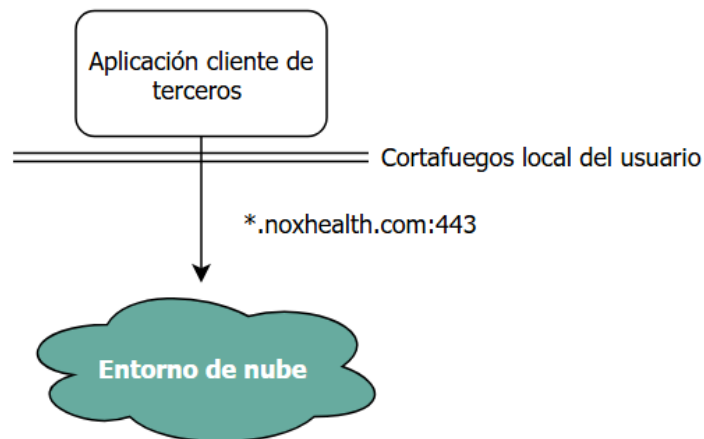 Aplicación cliente de
terceros
Cortafuegos local del usuario
*.noxhealth.com:443
Entorno de nube